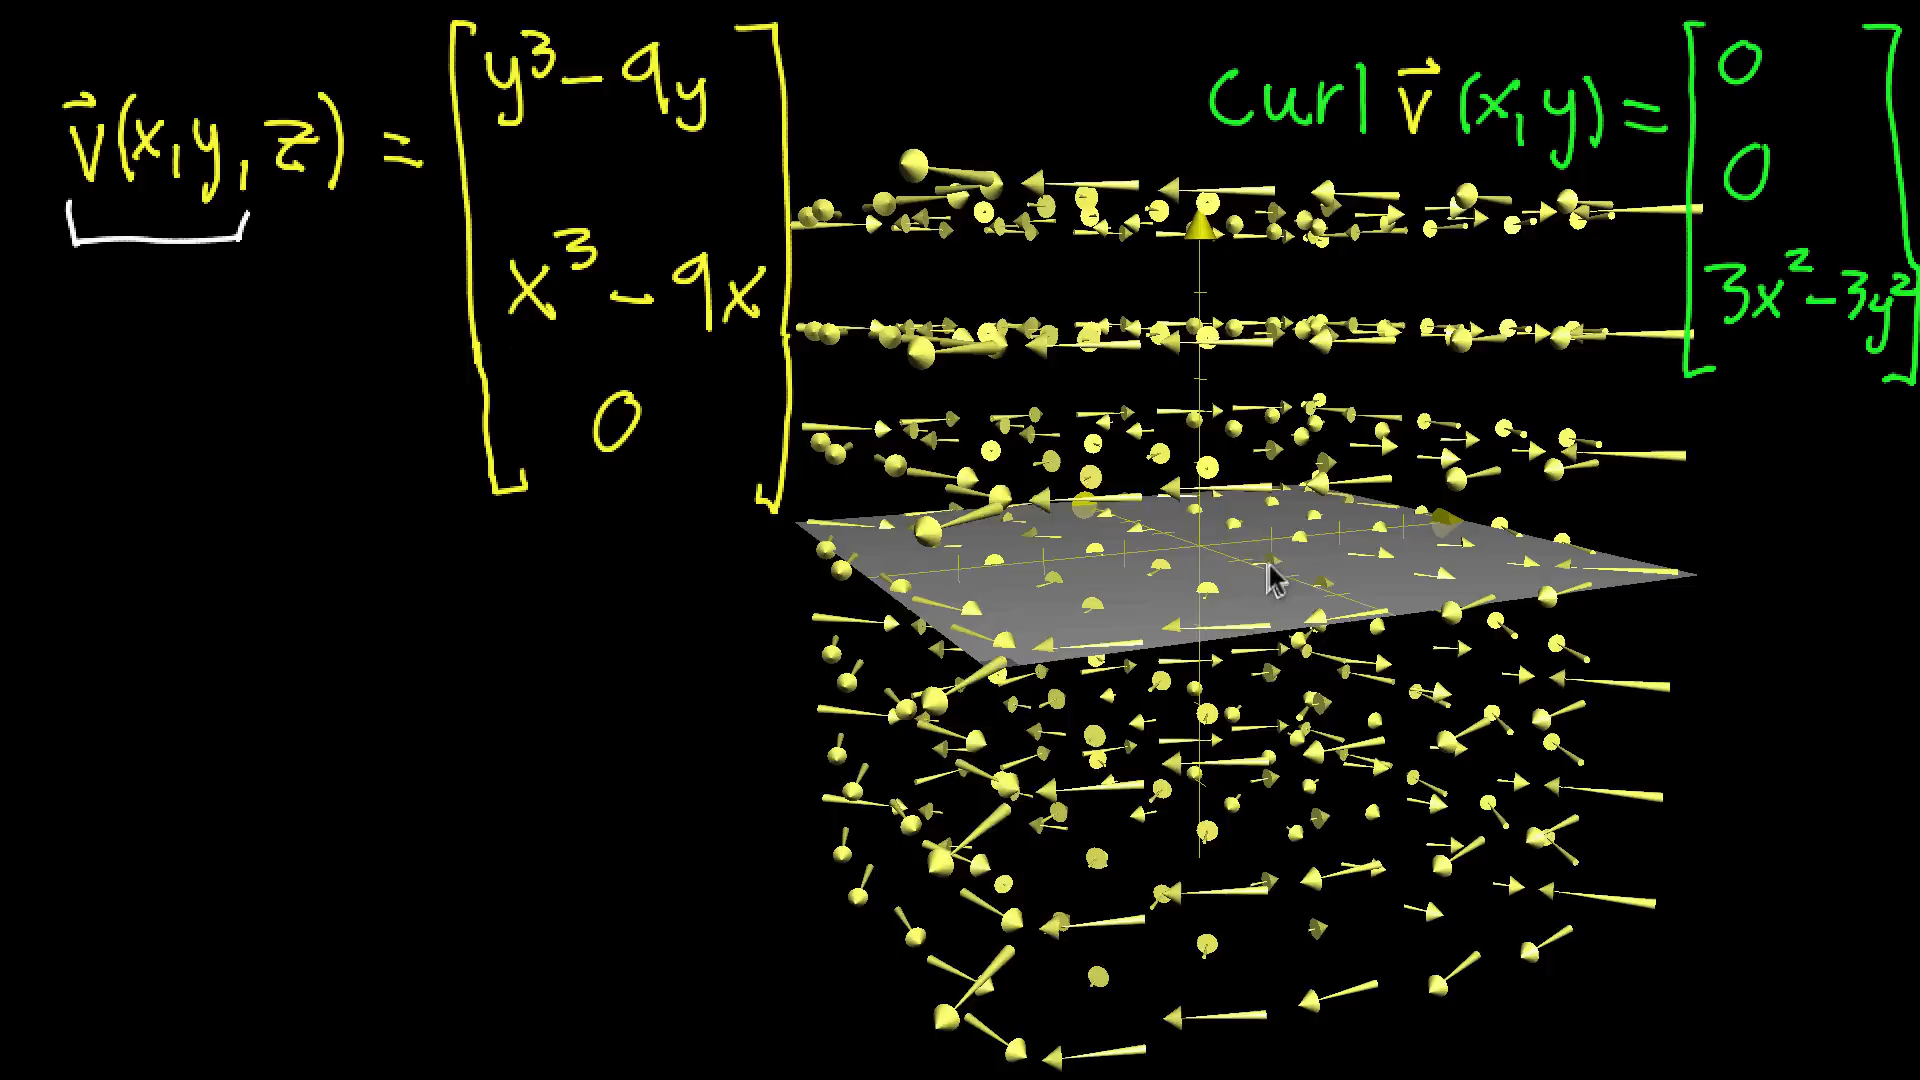 v⃗(x,y,z) = [y³-9y
x³-9x
0]
Curl v⃗(x,y) = [0
0
3x²-3y²]